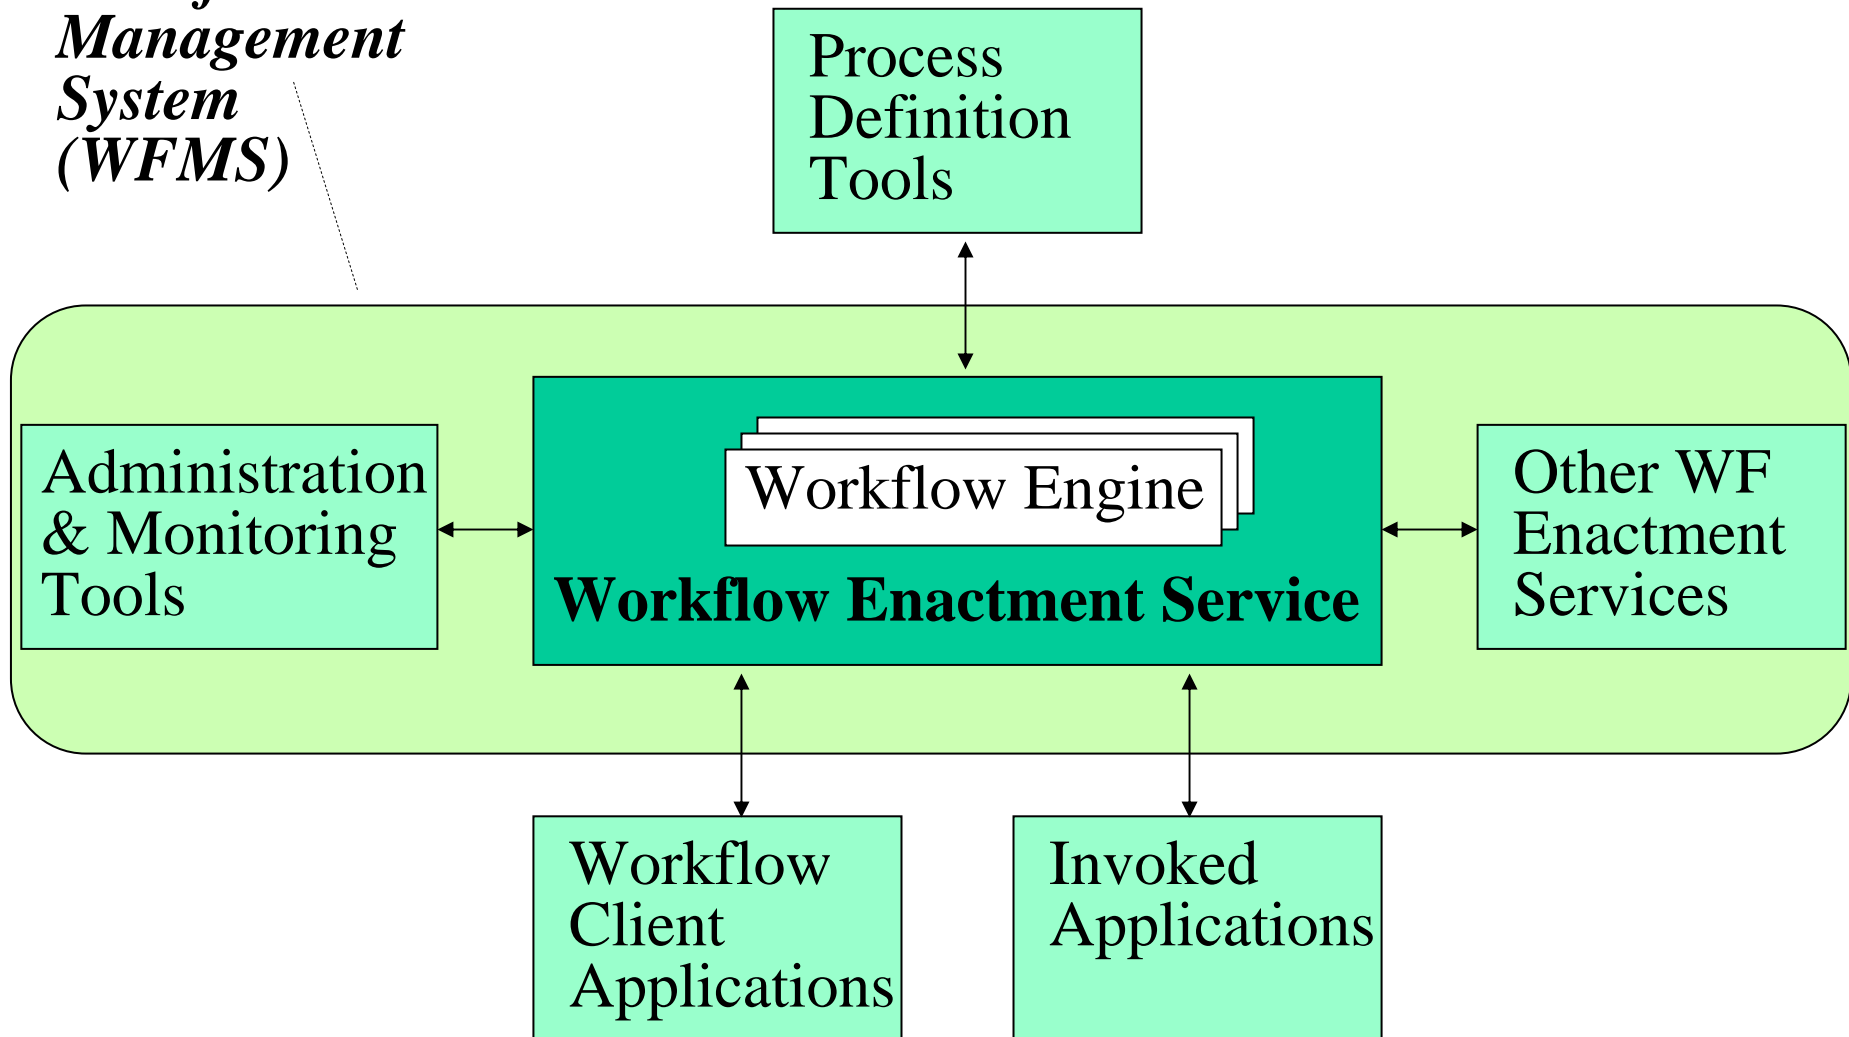 Management
System
(WFMS)
Process
Definition
Tools
Administration
& Monitoring
Tools
Workflow Engine
Workflow Enactment Service
Other WF
Enactment
Services
Workflow
Client
Applications
Invoked
Applications